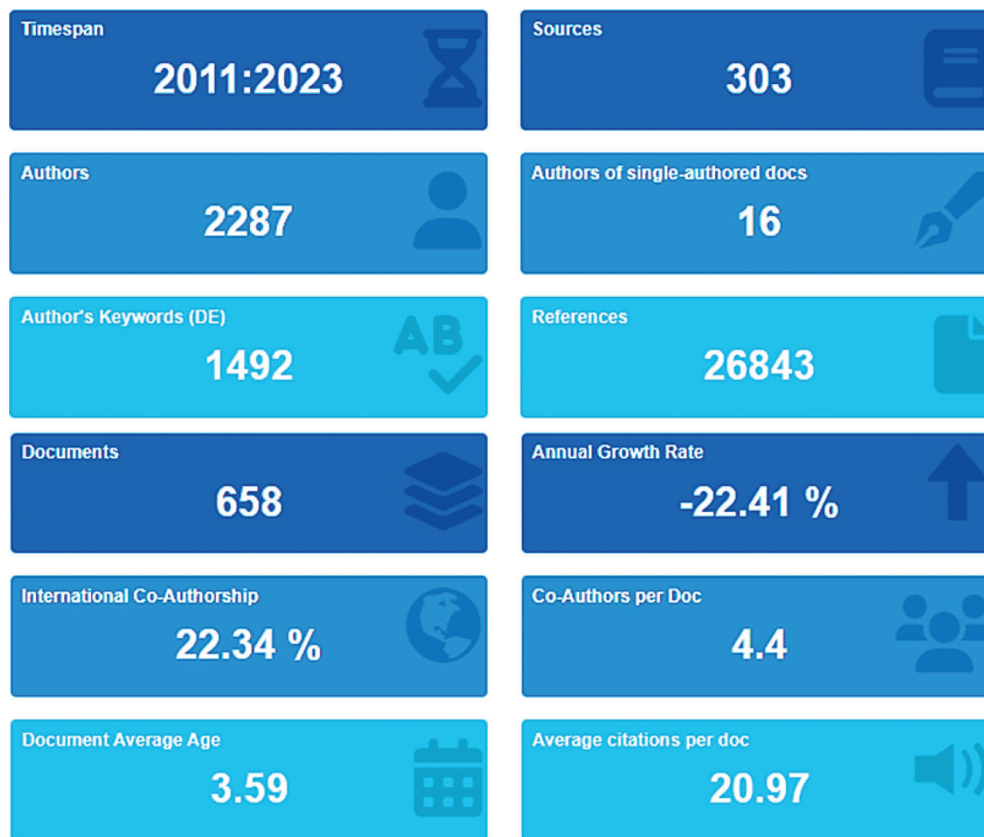 Timespan
2011:2023
Sources
303
Authors
2287
Authors of single-authored docs
16
Author's Keywords (DE)
1492
AB
References
26843
Documents
658
Annual Growth Rate
-22.41 %
International Co-Authorship
22.34 %
Co-Authors per Doc
4.4
Document Average Age
3.59
Average citations per doc
20.97